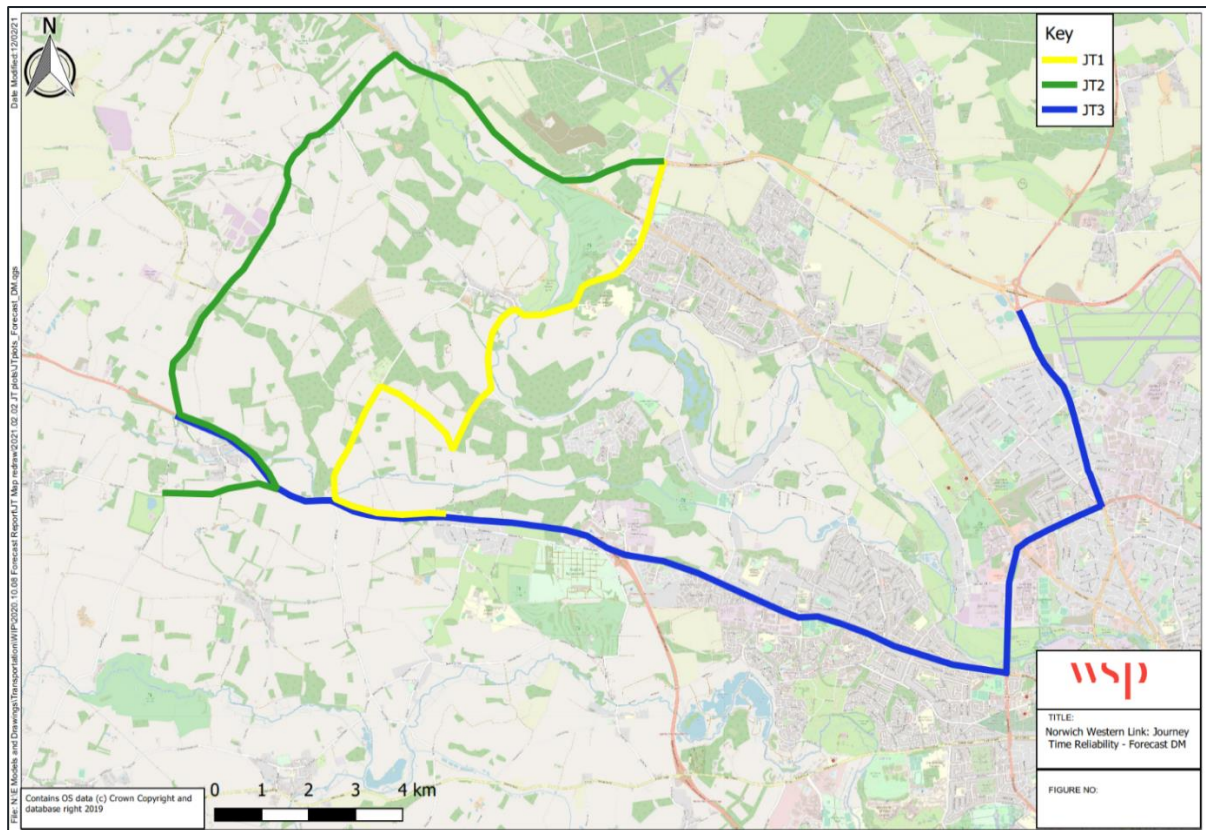 Date Modified:12/02/21
File: N:\E Models and Drawings\Transportation\WIP\2020.10.08 Forecast Report\JT Map redraw\2021.02.02 JT plots\JTplots_Forecast_DM.qgs
N
Key
JT1
JT2
JT3
0 1 2 3 4 km
Contains OS data (c) Crown Copyright and
database right 2019
wsp
TITLE:
Norwich Western Link: Journey
Time Reliability - Forecast DM
FIGURE NO: